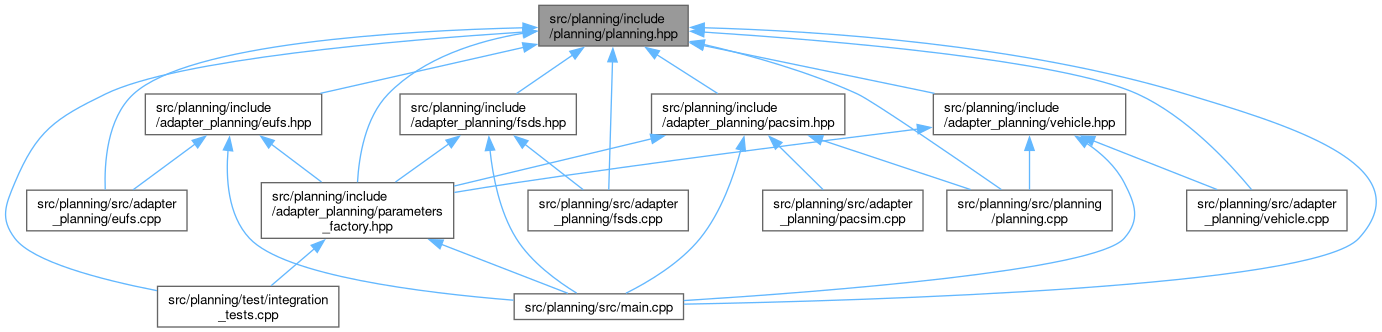 src/planning/include
/planning/planning.hpp
src/planning/include
/adapter_planning/eufs.hpp
src/planning/include
/adapter_planning/fsds.hpp
src/planning/include
/adapter_planning/pacsim.hpp
src/planning/include
/adapter_planning/vehicle.hpp
src/planning/src/adapter
_planning/eufs.cpp
src/planning/include
/adapter_planning/parameters
_factory.hpp
src/planning/src/adapter
_planning/fsds.cpp
src/planning/src/adapter
_planning/pacsim.cpp
src/planning/src/planning
/planning.cpp
src/planning/src/adapter
_planning/vehicle.cpp
src/planning/test/integration
_tests.cpp
src/planning/src/main.cpp